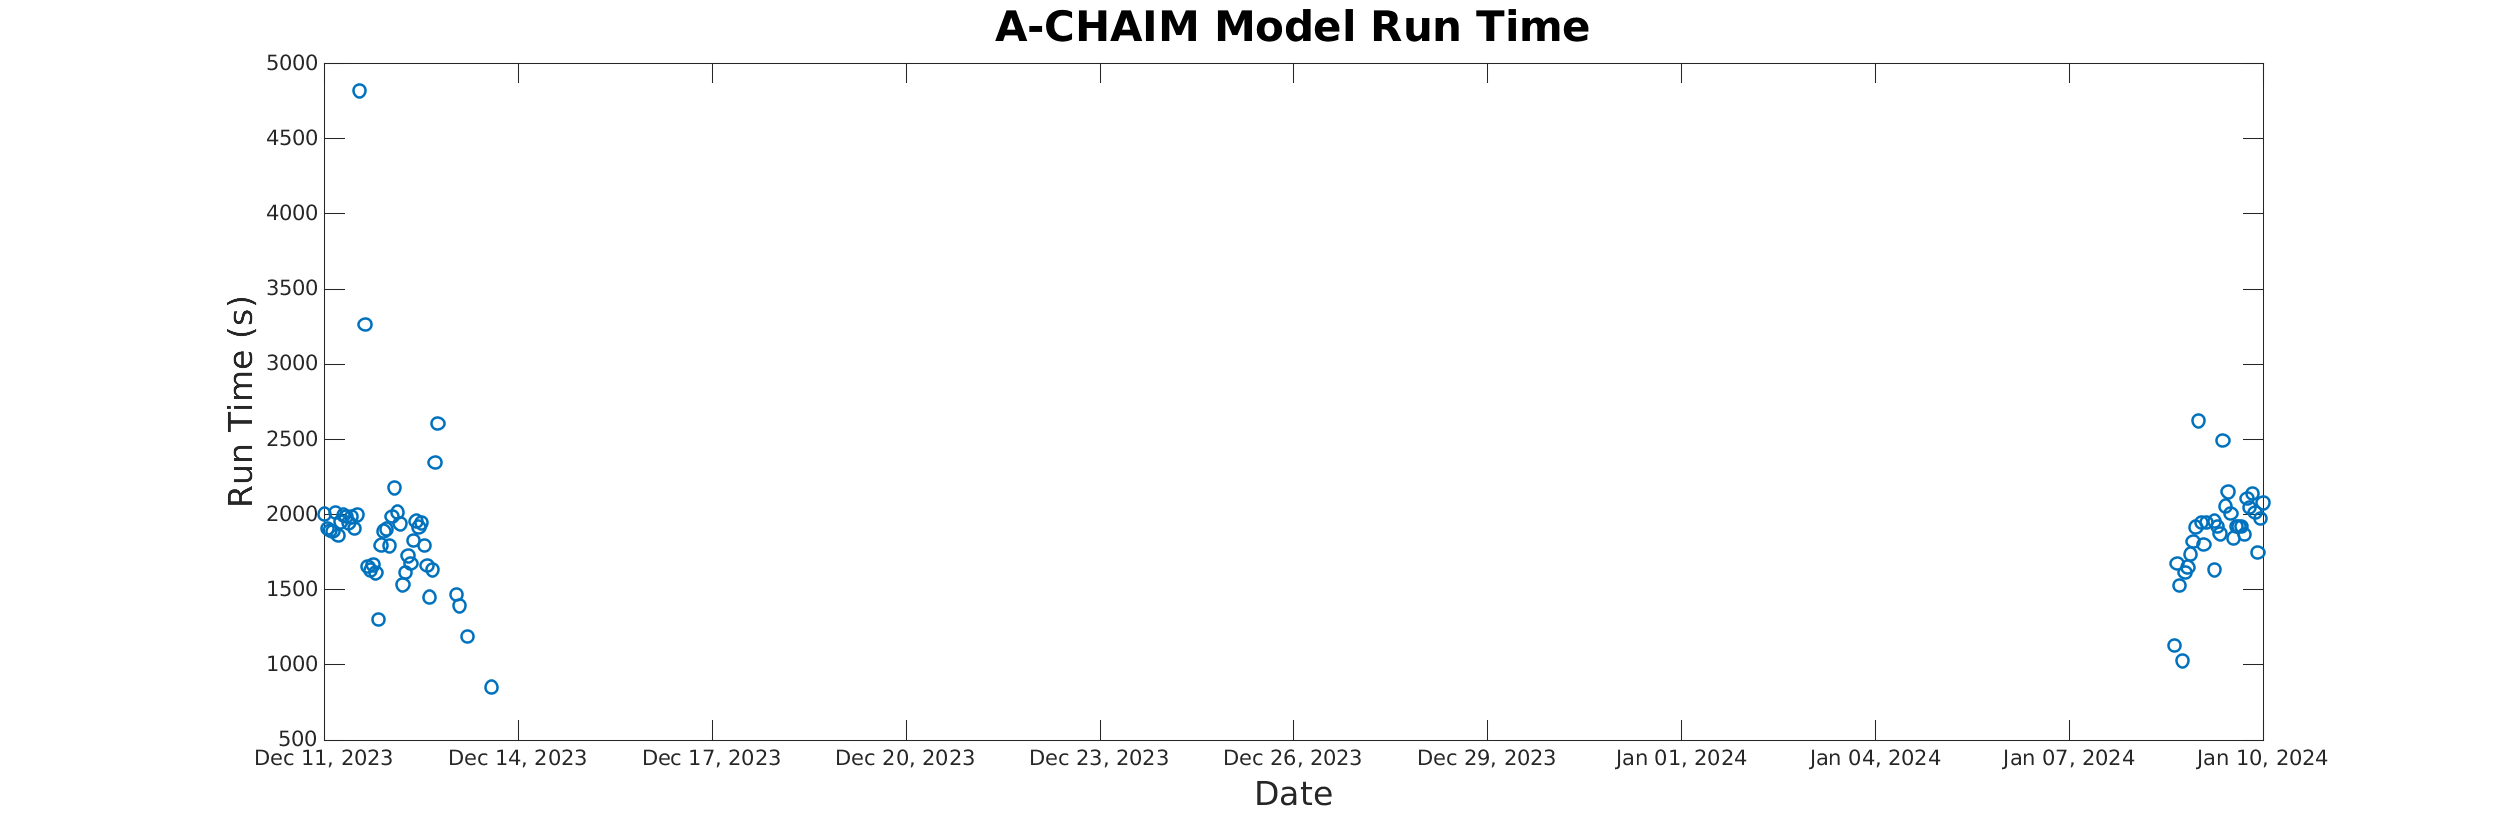 A-CHAIM Model Run Time
5000
4500
4000
3500
3000
2500
2000
1500
1000
500
Run Time (s)
Dec 11, 2023 Dec 14, 2023 Dec 17, 2023 Dec 20, 2023 Dec 23, 2023 Dec 26, 2023 Dec 29, 2023 Jan 01, 2024 Jan 04, 2024 Jan 07, 2024 Jan 10, 2024
Date